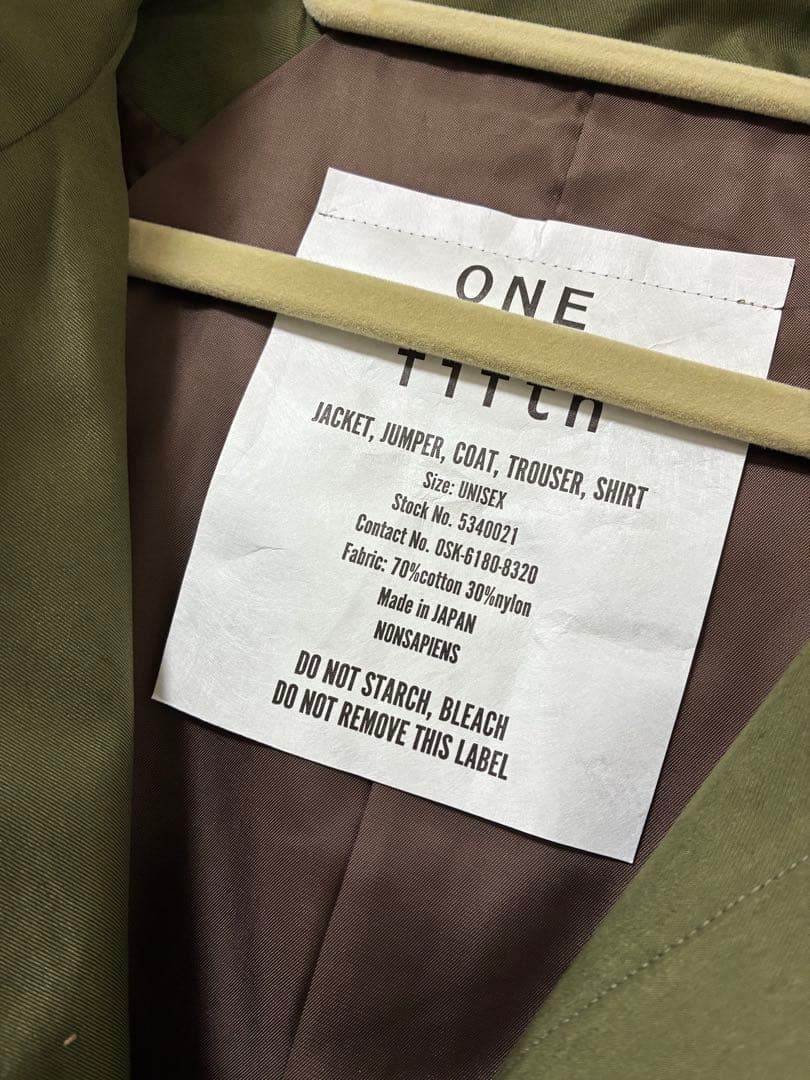 ONE
fifth
JACKET, JUMPER, COAT, TROUSER, SHIRT
Size: UNISEX
Stock No. 5340021
Contact No. OSK-6180-8320
Fabric: 70%cotton 30%nylon
Made in JAPAN
NONSAPIENS
DO NOT STARCH, BLEACH
DO NOT REMOVE THIS LABEL